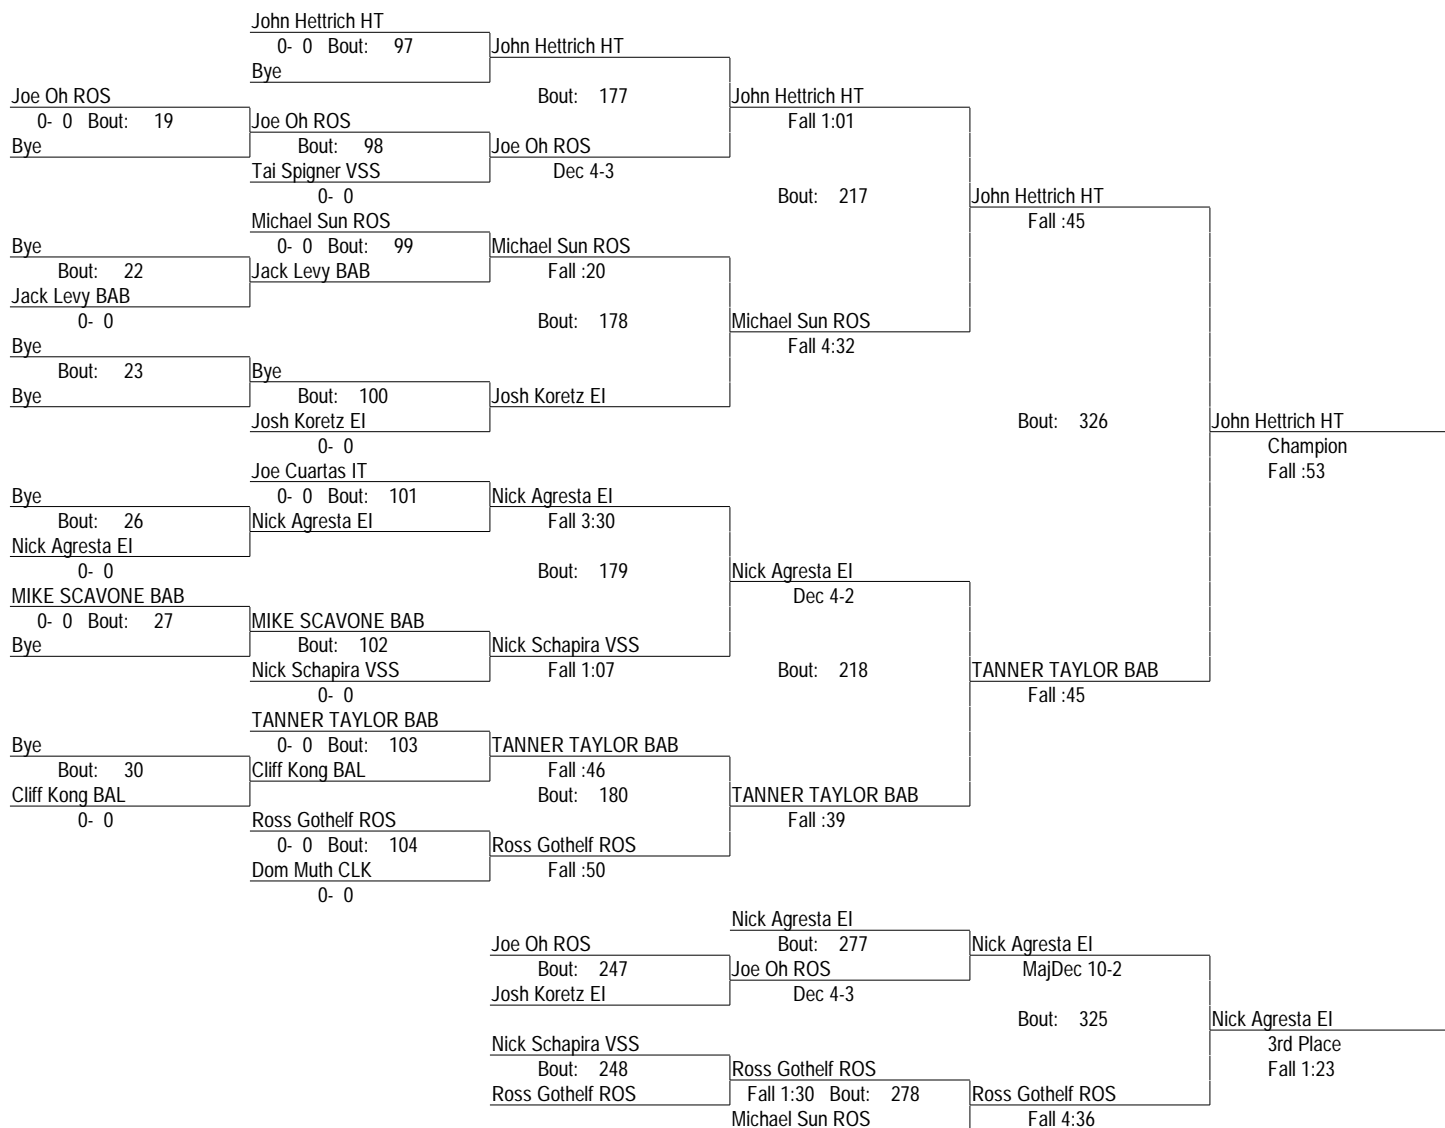 John Hettrich HT
0- 0 Bout: 97 John Hettrich HT
Bye
Joe Oh ROS Bout: 177 John Hettrich HT
0- 0 Bout: 19 Joe Oh ROS Fall 1:01
Bye Bout: 98 Joe Oh ROS
Tai Spigner VSS Dec 4-3
0- 0 Bout: 217 John Hettrich HT
Michael Sun ROS Fall :45
Bye 0- 0 Bout: 99 Michael Sun ROS
Bout: 22 Jack Levy BAB Fall :20
Jack Levy BAB
0- 0 Bout: 178 Michael Sun ROS
Bye Fall 4:32
Bout: 23 Bye
Bye Bout: 100 Josh Koretz EI
Josh Koretz EI Bout: 326 John Hettrich HT
0- 0 Champion
Joe Cuartas IT Fall :53
Bye 0- 0 Bout: 101 Nick Agresta EI
Bout: 26 Nick Agresta EI Fall 3:30
Nick Agresta EI
0- 0 Bout: 179 Nick Agresta EI
MIKE SCAVONE BAB Dec 4-2
0- 0 Bout: 27 MIKE SCAVONE BAB
Bye Bout: 102 Nick Schapira VSS
Nick Schapira VSS Fall 1:07 Bout: 218 TANNER TAYLOR BAB
0- 0 Fall :45
TANNER TAYLOR BAB
Bye 0- 0 Bout: 103 TANNER TAYLOR BAB
Bout: 30 Cliff Kong BAL Fall :46
Cliff Kong BAL Bout: 180 TANNER TAYLOR BAB
0- 0 Ross Gothelf ROS Fall :39
0- 0 Bout: 104 Ross Gothelf ROS
Dom Muth CLK Fall :50
0- 0
Nick Agresta EI
Joe Oh ROS Bout: 277 Nick Agresta EI
Bout: 247 Joe Oh ROS MajDec 10-2
Josh Koretz EI Dec 4-3
Bout: 325 Nick Agresta EI
Nick Schapira VSS 3rd Place
Bout: 248 Ross Gothelf ROS Fall 1:23
Ross Gothelf ROS Fall 1:30 Bout: 278 Ross Gothelf ROS
Michael Sun ROS Fall 4:36